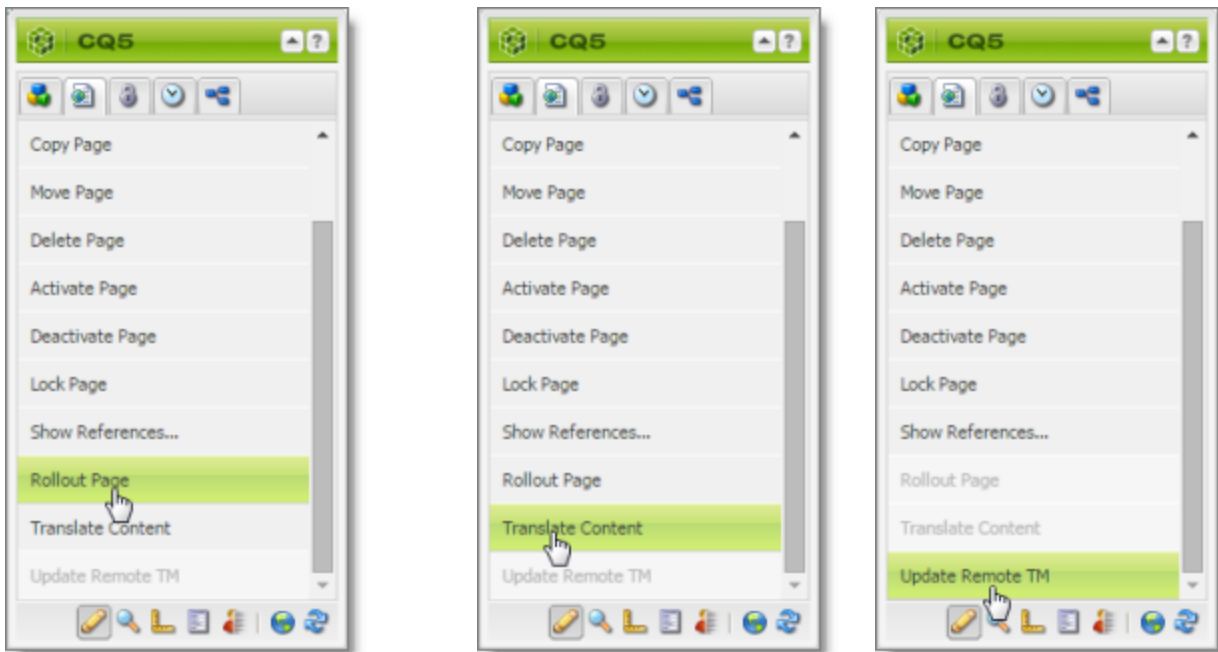 CQ5 ?
Copy Page
Move Page
Delete Page
Activate Page
Deactivate Page
Lock Page
Show References...
Rollout Page
Translate Content
Update Remote TM
CQ5 ?
Copy Page
Move Page
Delete Page
Activate Page
Deactivate Page
Lock Page
Show References...
Rollout Page
Translate Content
Update Remote TM
CQ5 ?
Copy Page
Move Page
Delete Page
Activate Page
Deactivate Page
Lock Page
Show References...
Rollout Page
Translate Content
Update Remote TM